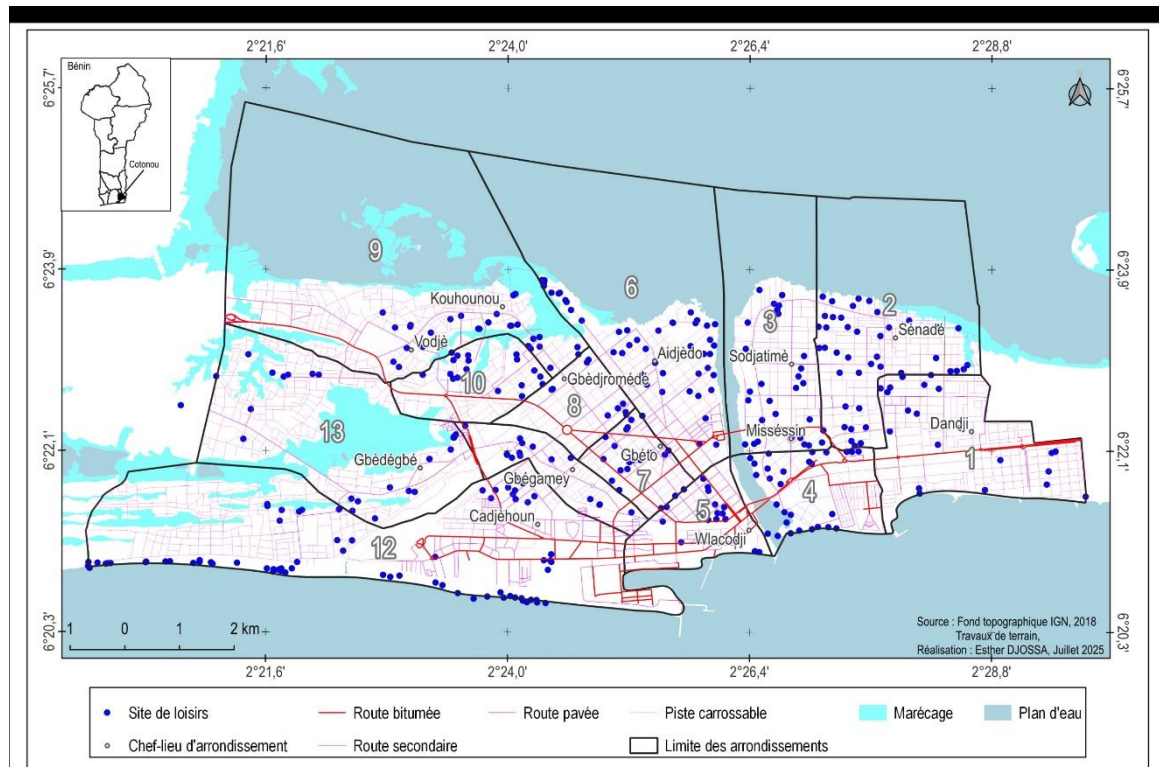 2°21,6'
2°24,0'
2°26,4'
2°28,8'
Bénin
Cotonou
6°25,7'
6°25,7'
9
6°23,9'
6°23,9'
6
Kouhounou
2
3
Sènadé
Vodjè
Aidjèdo
Sodjatimè
10
Gbèdjromédé
8
Dandji
13
Missèssin
6°22,1'
Gbéto
1
6°22,1'
Gbèdégbé
Gbégamey
7
4
5
Cadjèhoun
Wlacodji
12
6°20,3'
6°20,3'
1 0 1 2 km
Source : Fond topographique IGN, 2018
Travaux de terrain,
Réalisation : Esther DJOSSA, Juillet 2025
2°21,6'
2°24,0'
2°26,4'
2°28,8'
Site de loisirs
Route bitumée
Route pavée
Piste carrossable
Marécage
Plan d'eau
Chef-lieu d'arrondissement
Route secondaire
Limite des arrondissements